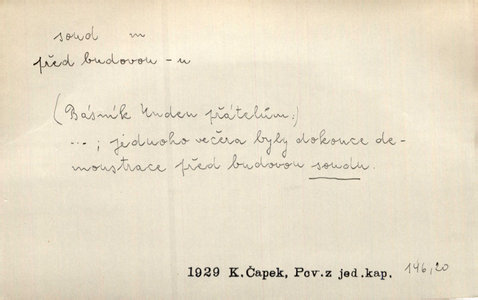 soud m
před budovou -u
(Básník Unden přátelům:)
...; jednoho večera byly dokonce de-
monstrace před budovou soudu.
1929 K.Čapek, Pov.z jed.kap. 146,20